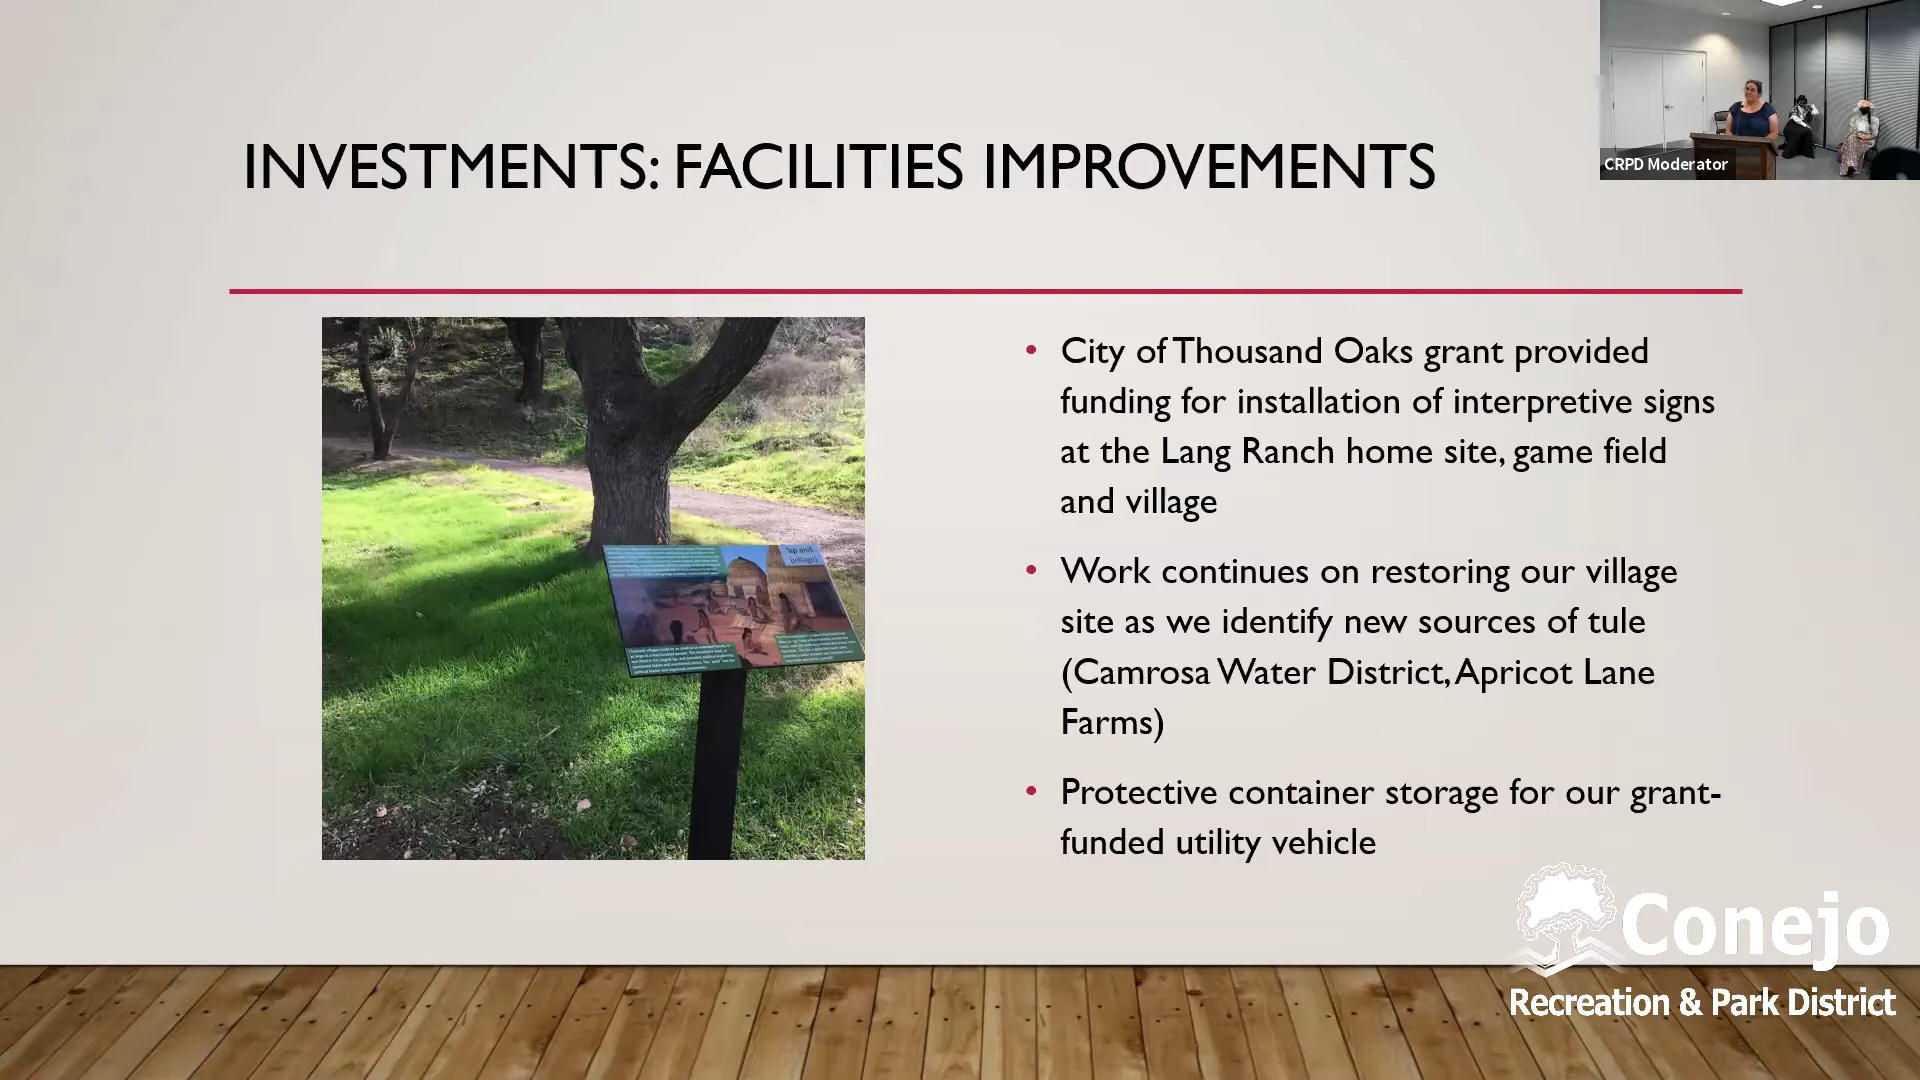 INVESTMENTS: FACILITIES IMPROVEMENTS
CRPD Moderator
• City of Thousand Oaks grant provided
funding for installation of interpretive signs
at the Lang Ranch home site, game field
and village
• Work continues on restoring our village
site as we identify new sources of tule
(Camrosa Water District, Apricot Lane
Farms)
• Protective container storage for our grant-
funded utility vehicle
(village)
Conejo
Recreation & Park District